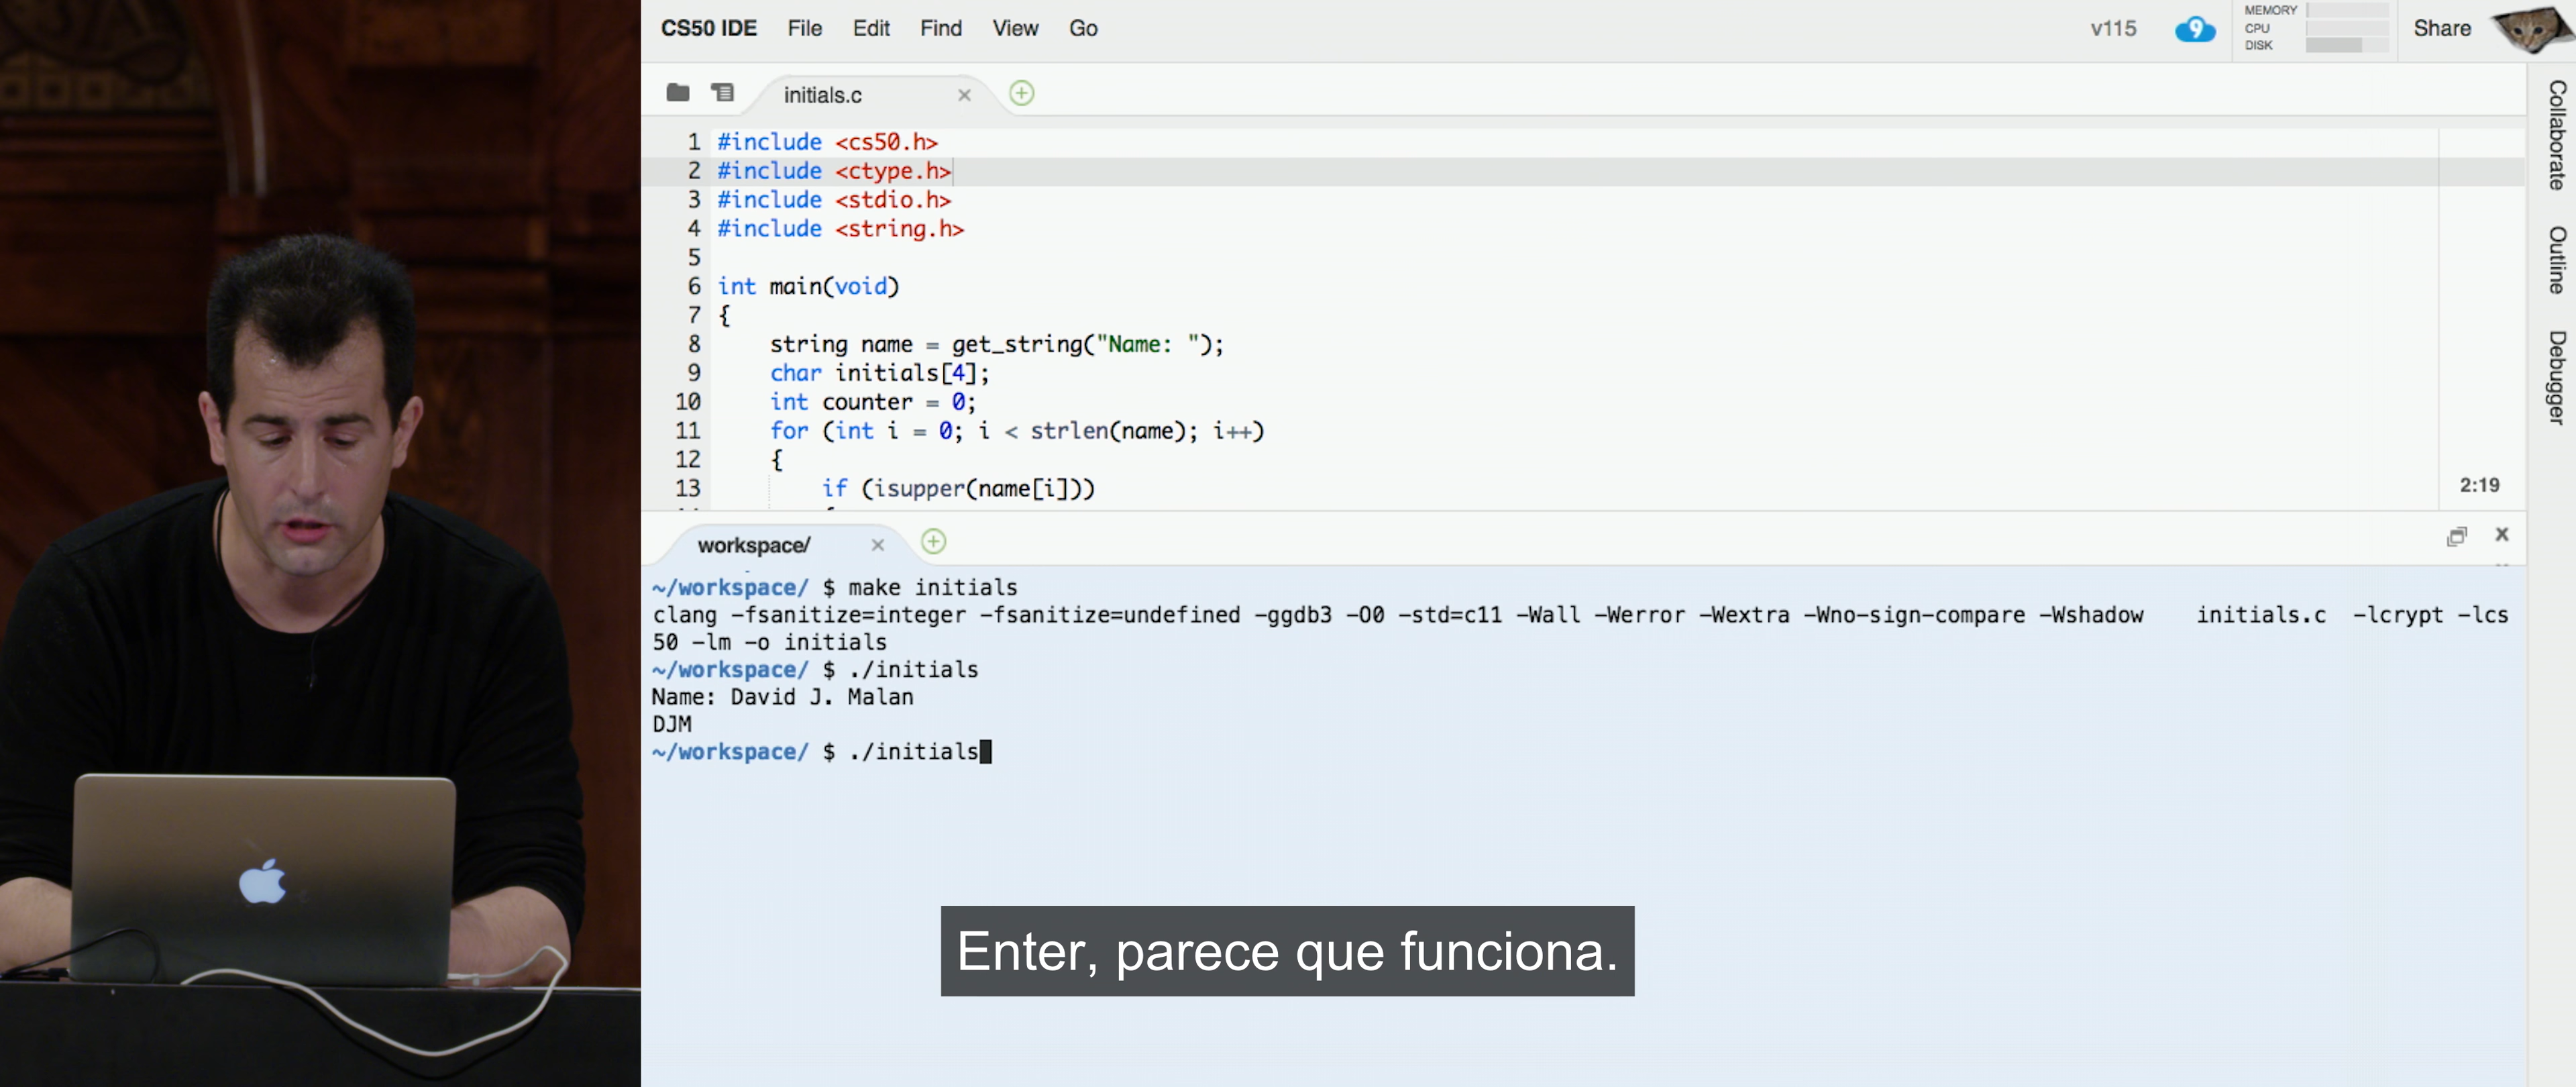 CS50 IDE File Edit Find View Go v115 9 MEMORY CPU DISK Share
initials.c
1 #include <cs50.h>
2 #include <ctype.h>
3 #include <stdio.h>
4 #include <string.h>
5
6 int main(void)
7 {
8 string name = get_string("Name: ");
9 char initials[4];
10 int counter = 0;
11 for (int i = 0; i < strlen(name); i++)
12 {
13 if (isupper(name[i]))
2:19
Collaborate
Outline
Debugger
workspace/
~/workspace/ $ make initials
clang -fsanitize=integer -fsanitize=undefined -ggdb3 -O0 -std=c11 -Wall -Werror -Wextra -Wno-sign-compare -Wshadow initials.c -lcrypt -lcs
50 -lm -o initials
~/workspace/ $ ./initials
Name: David J. Malan
DJM
~/workspace/ $ ./initials
Enter, parece que funciona.